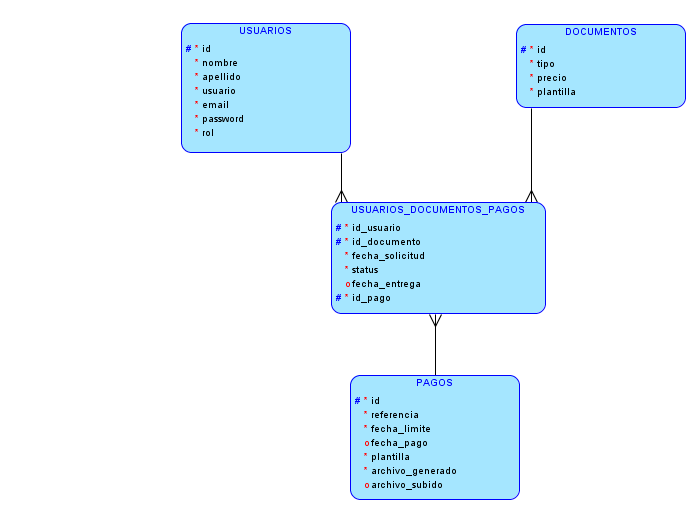 USUARIOS
# * id
* nombre
* apellido
* usuario
* email
* password
* rol
DOCUMENTOS
# * id
* tipo
* precio
* plantilla
USUARIOS_DOCUMENTOS_PAGOS
# * id_usuario
# * id_documento
* fecha_solicitud
* status
o fecha_entrega
# * id_pago
PAGOS
# * id
* referencia
* fecha_limite
o fecha_pago
* plantilla
* archivo_generado
o archivo_subido